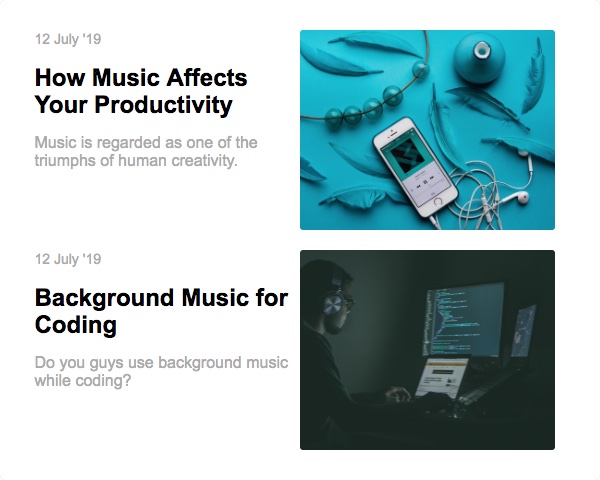 12 July '19
How Music Affects
Your Productivity
Music is regarded as one of the
triumphs of human creativity.
12 July '19
Background Music for
Coding
Do you guys use background music
while coding?